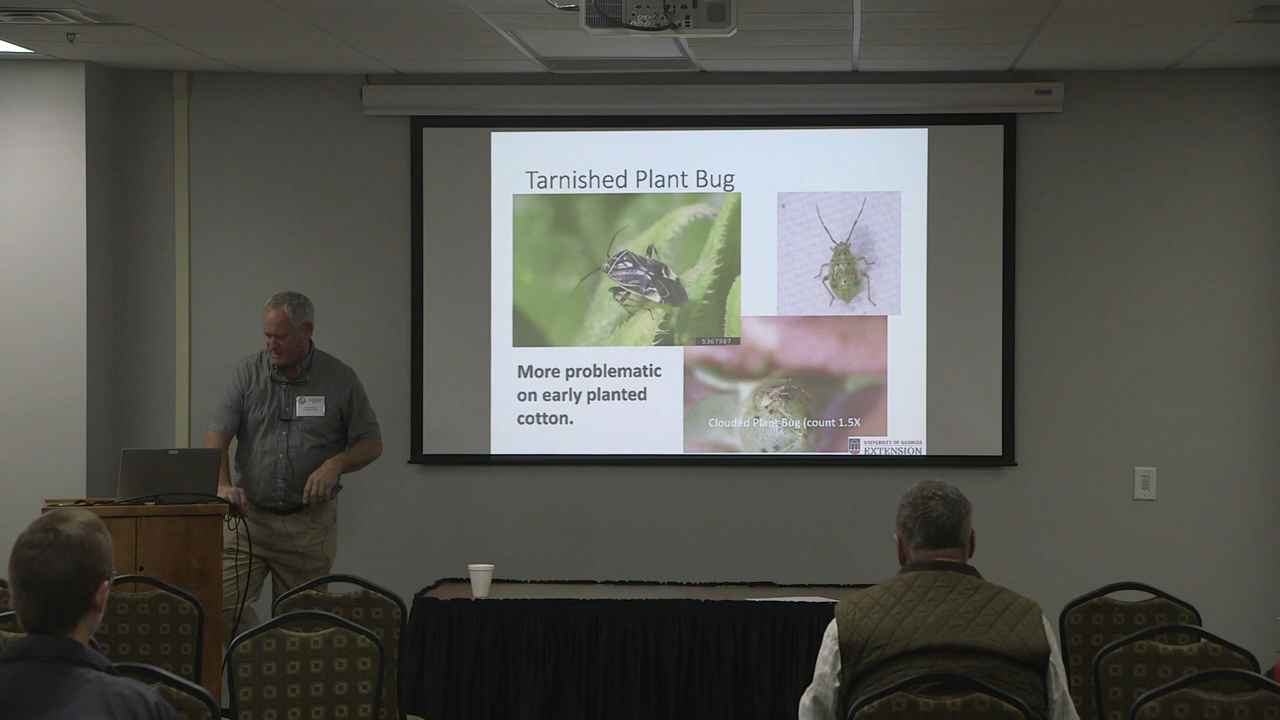 Tarnished Plant Bug
5367987
More problematic
on early planted
cotton.
Clouded Plant Bug (count 1.5X
UNIVERSITY OF GEORGIA
EXTENSION